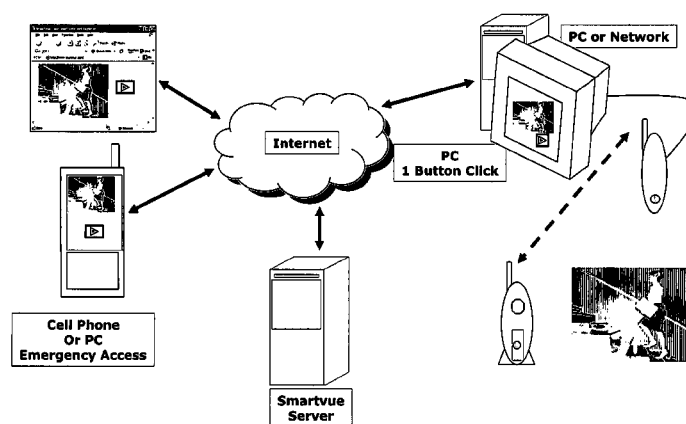 PC or Network
Internet
PC
1 Button Click
Cell Phone
Or PC
Emergency Access
Smartvue
Server